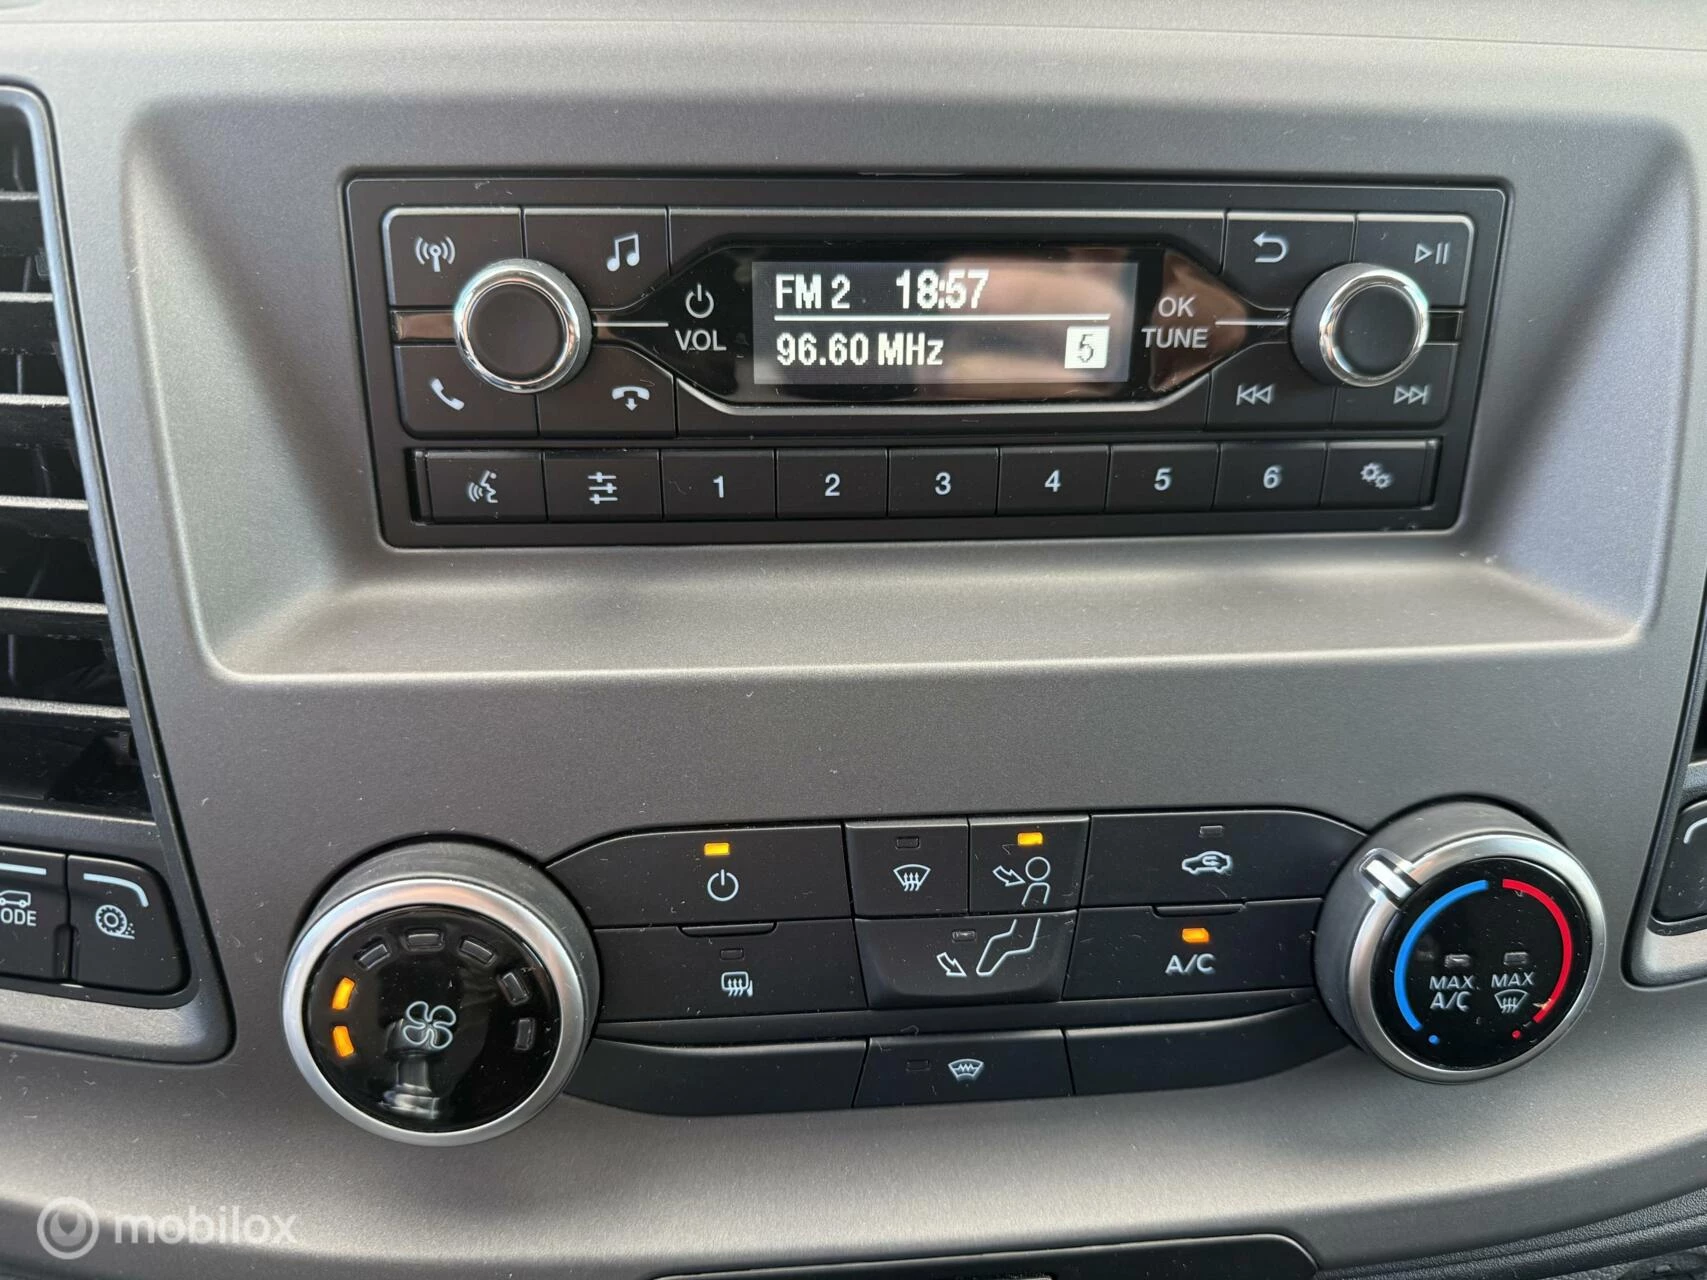 FM 2 18:57
96.60 MHz 5
VOL
OK
TUNE
1 2 3 4 5 6
A/C
MAX
A/C
MAX
ODE
mobilox